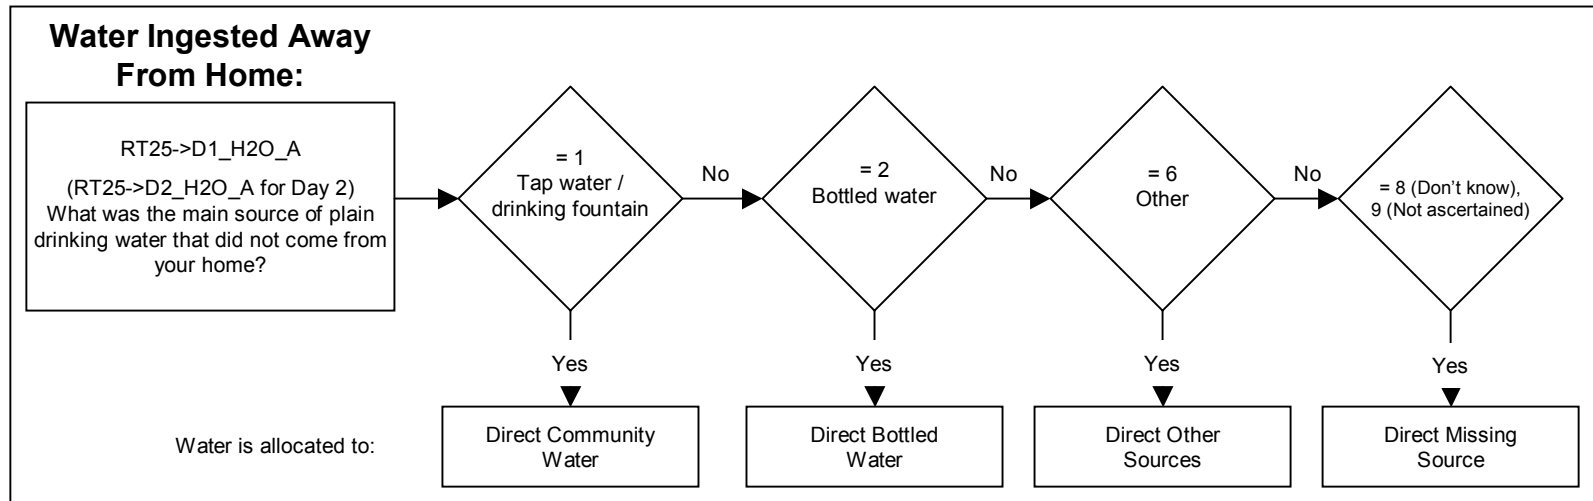 Water Ingested Away
From Home:
RT25->D1_H2O_A
(RT25->D2_H2O_A for Day 2)
What was the main source of plain
drinking water that did not come from
your home?
= 1
Tap water /
drinking fountain
No
= 2
Bottled water
No
= 6
Other
No
= 8 (Don’t know),
9 (Not ascertained)
Yes
Yes
Yes
Yes
Water is allocated to:
Direct Community
Water
Direct Bottled
Water
Direct Other
Sources
Direct Missing
Source